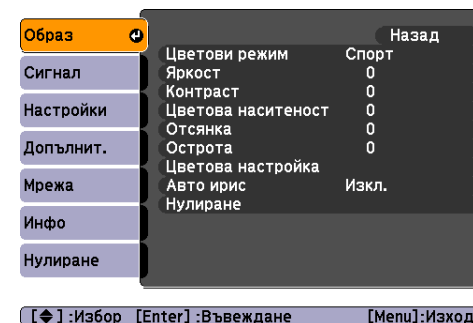 Образ
Сигнал
Настройки
Допълнит.
Мрежа
Инфо
Нулиране
Назад
Цветови режим Спорт
Яркост 0
Контраст 0
Цветова наситеност 0
Отсянка 0
Острота 0
Цветова настройка
Авто ирис Изкл.
Нулиране
[◆] :Избор [Enter] :Въвеждане [Menu]:Изход